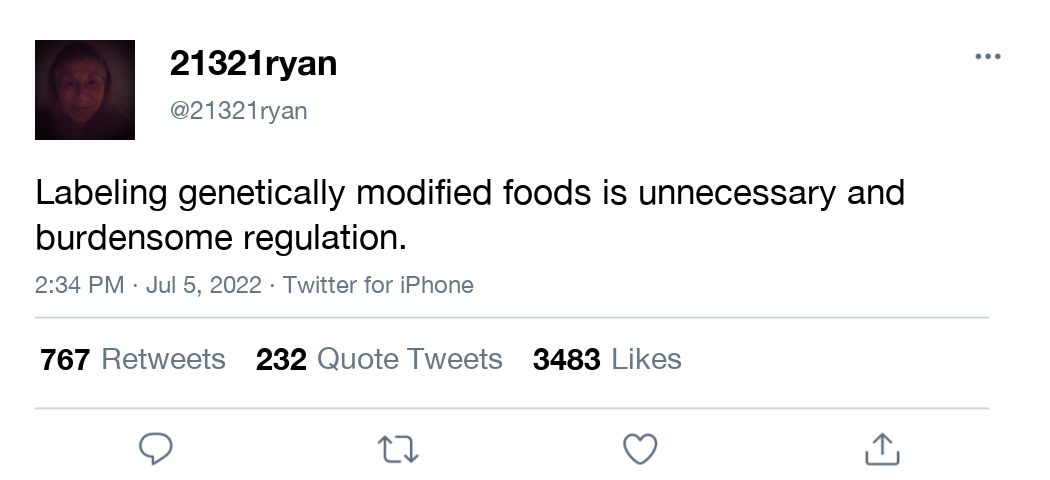 21321ryan
@21321ryan
Labeling genetically modified foods is unnecessary and
burdensome regulation.
2:34 PM · Jul 5, 2022 · Twitter for iPhone
767 Retweets 232 Quote Tweets 3483 Likes